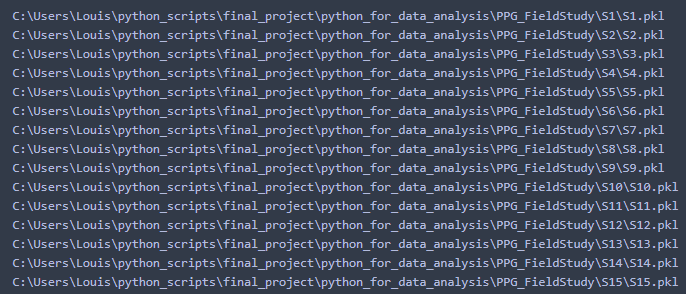 C:\Users\Louis\python_scripts\final_project\python_for_data_analysis\PPG_FieldStudy\S1\S1.pkl
C:\Users\Louis\python_scripts\final_project\python_for_data_analysis\PPG_FieldStudy\S2\S2.pkl
C:\Users\Louis\python_scripts\final_project\python_for_data_analysis\PPG_FieldStudy\S3\S3.pkl
C:\Users\Louis\python_scripts\final_project\python_for_data_analysis\PPG_FieldStudy\S4\S4.pkl
C:\Users\Louis\python_scripts\final_project\python_for_data_analysis\PPG_FieldStudy\S5\S5.pkl
C:\Users\Louis\python_scripts\final_project\python_for_data_analysis\PPG_FieldStudy\S6\S6.pkl
C:\Users\Louis\python_scripts\final_project\python_for_data_analysis\PPG_FieldStudy\S7\S7.pkl
C:\Users\Louis\python_scripts\final_project\python_for_data_analysis\PPG_FieldStudy\S8\S8.pkl
C:\Users\Louis\python_scripts\final_project\python_for_data_analysis\PPG_FieldStudy\S9\S9.pkl
C:\Users\Louis\python_scripts\final_project\python_for_data_analysis\PPG_FieldStudy\S10\S10.pkl
C:\Users\Louis\python_scripts\final_project\python_for_data_analysis\PPG_FieldStudy\S11\S11.pkl
C:\Users\Louis\python_scripts\final_project\python_for_data_analysis\PPG_FieldStudy\S12\S12.pkl
C:\Users\Louis\python_scripts\final_project\python_for_data_analysis\PPG_FieldStudy\S13\S13.pkl
C:\Users\Louis\python_scripts\final_project\python_for_data_analysis\PPG_FieldStudy\S14\S14.pkl
C:\Users\Louis\python_scripts\final_project\python_for_data_analysis\PPG_FieldStudy\S15\S15.pkl